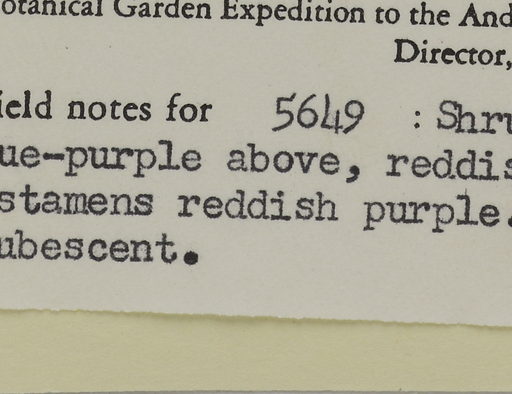 otanical Garden Expedition to the And
Director,
ield notes for 5649 : Shru
ue-purple above, reddis
stamens reddish purple.
ubescent.